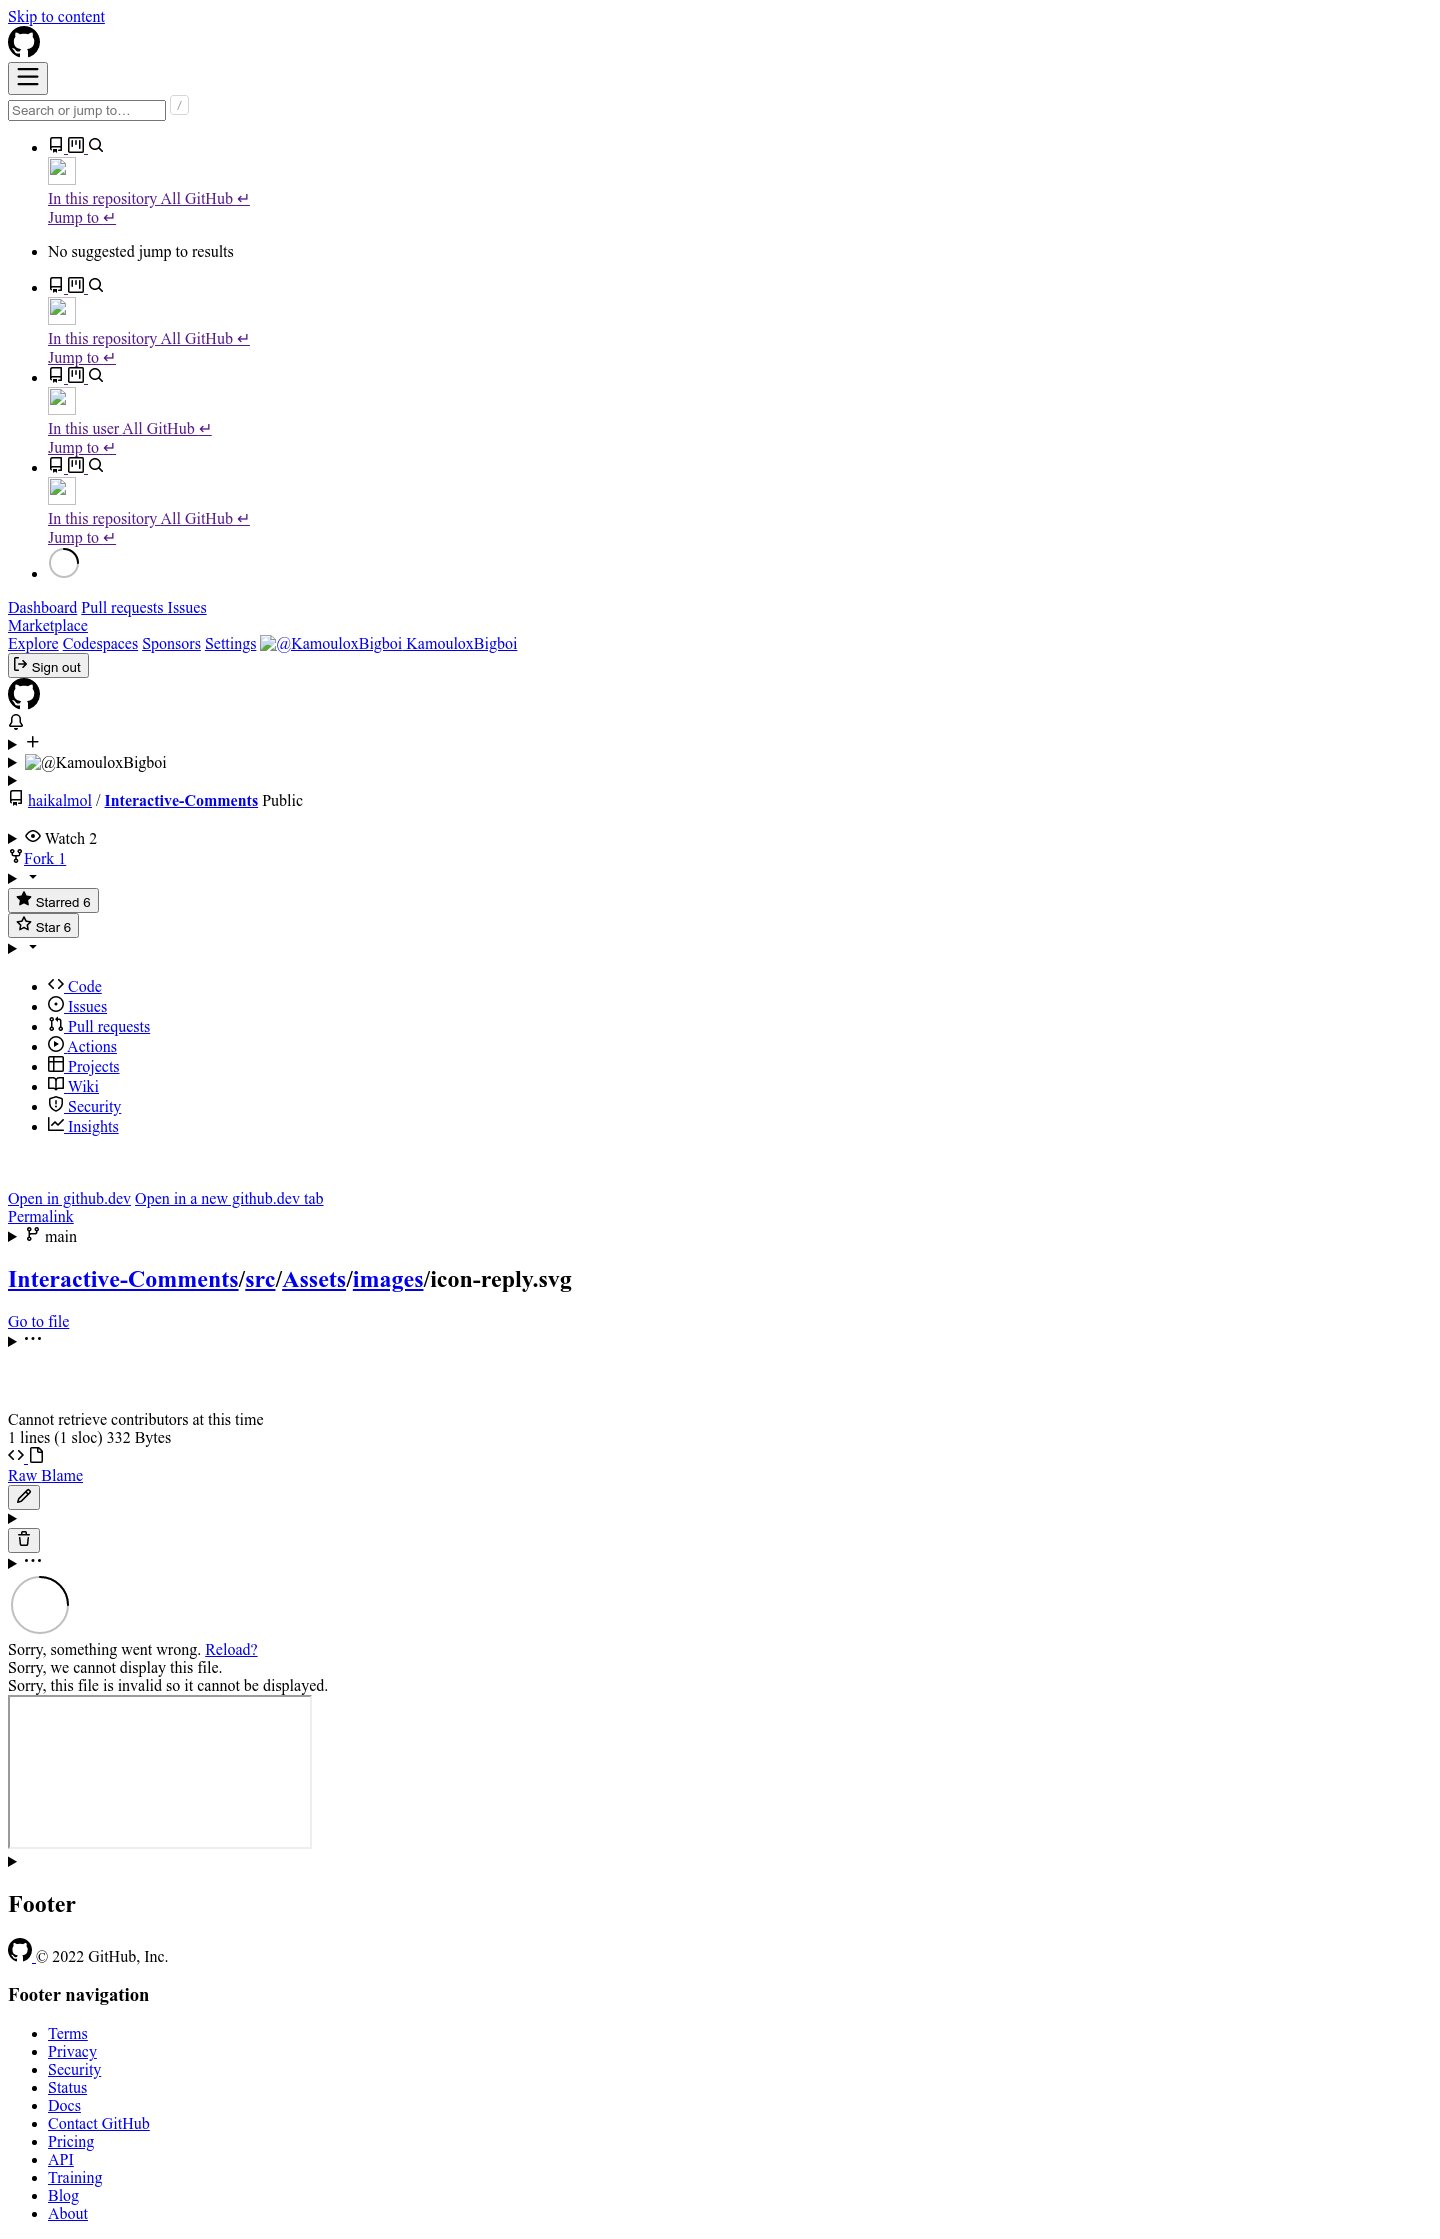 Skip to content
Search or jump to…
/
In this repository All GitHub ↵
Jump to ↵
No suggested jump to results
In this repository All GitHub ↵
Jump to ↵
In this user All GitHub ↵
Jump to ↵
In this repository All GitHub ↵
Jump to ↵
Dashboard Pull requests Issues
Marketplace
Explore Codespaces Sponsors Settings @KamouloxBigboi KamouloxBigboi
Sign out
@KamouloxBigboi
haikalmol / Interactive-Comments Public
Watch 2
Fork 1
Starred 6
Star 6
Code
Issues
Pull requests
Actions
Projects
Wiki
Security
Insights
Open in github.dev Open in a new github.dev tab
Permalink
main
Interactive-Comments/src/Assets/images/icon-reply.svg
Go to file
Cannot retrieve contributors at this time
1 lines (1 sloc) 332 Bytes
Raw Blame
Sorry, something went wrong. Reload?
Sorry, we cannot display this file.
Sorry, this file is invalid so it cannot be displayed.
Footer
© 2022 GitHub, Inc.
Footer navigation
Terms
Privacy
Security
Status
Docs
Contact GitHub
Pricing
API
Training
Blog
About